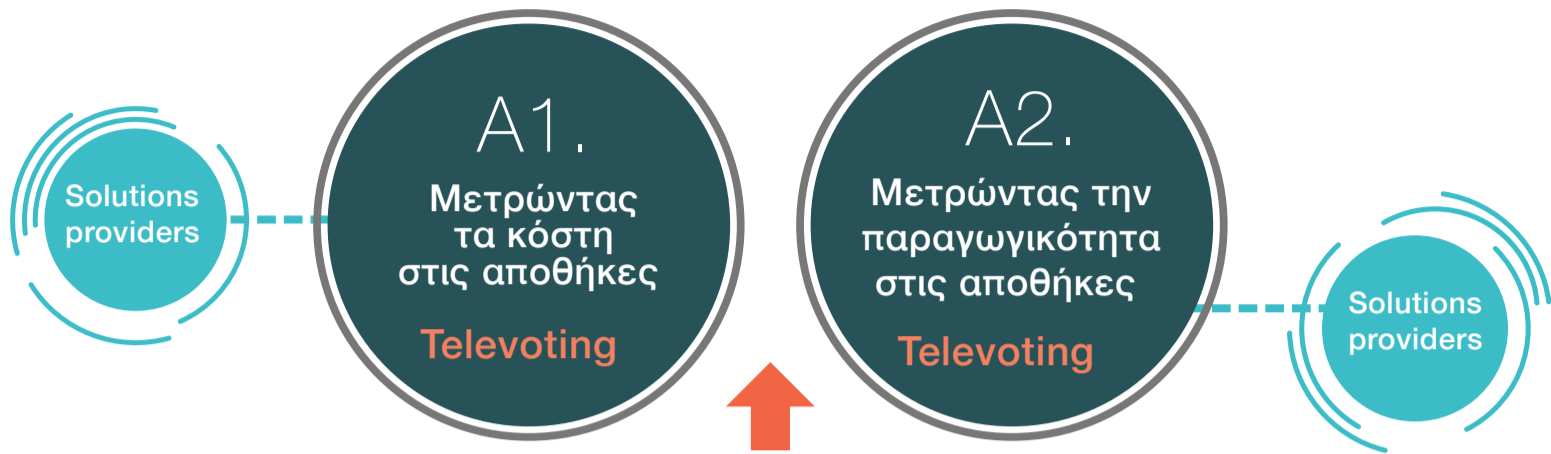 Solutions
providers
A1.
Μετρώντας
τα κόστη
στις αποθήκες
Televoting
A2.
Μετρώντας την
παραγωγικότητα
στις αποθήκες
Televoting
Solutions
providers